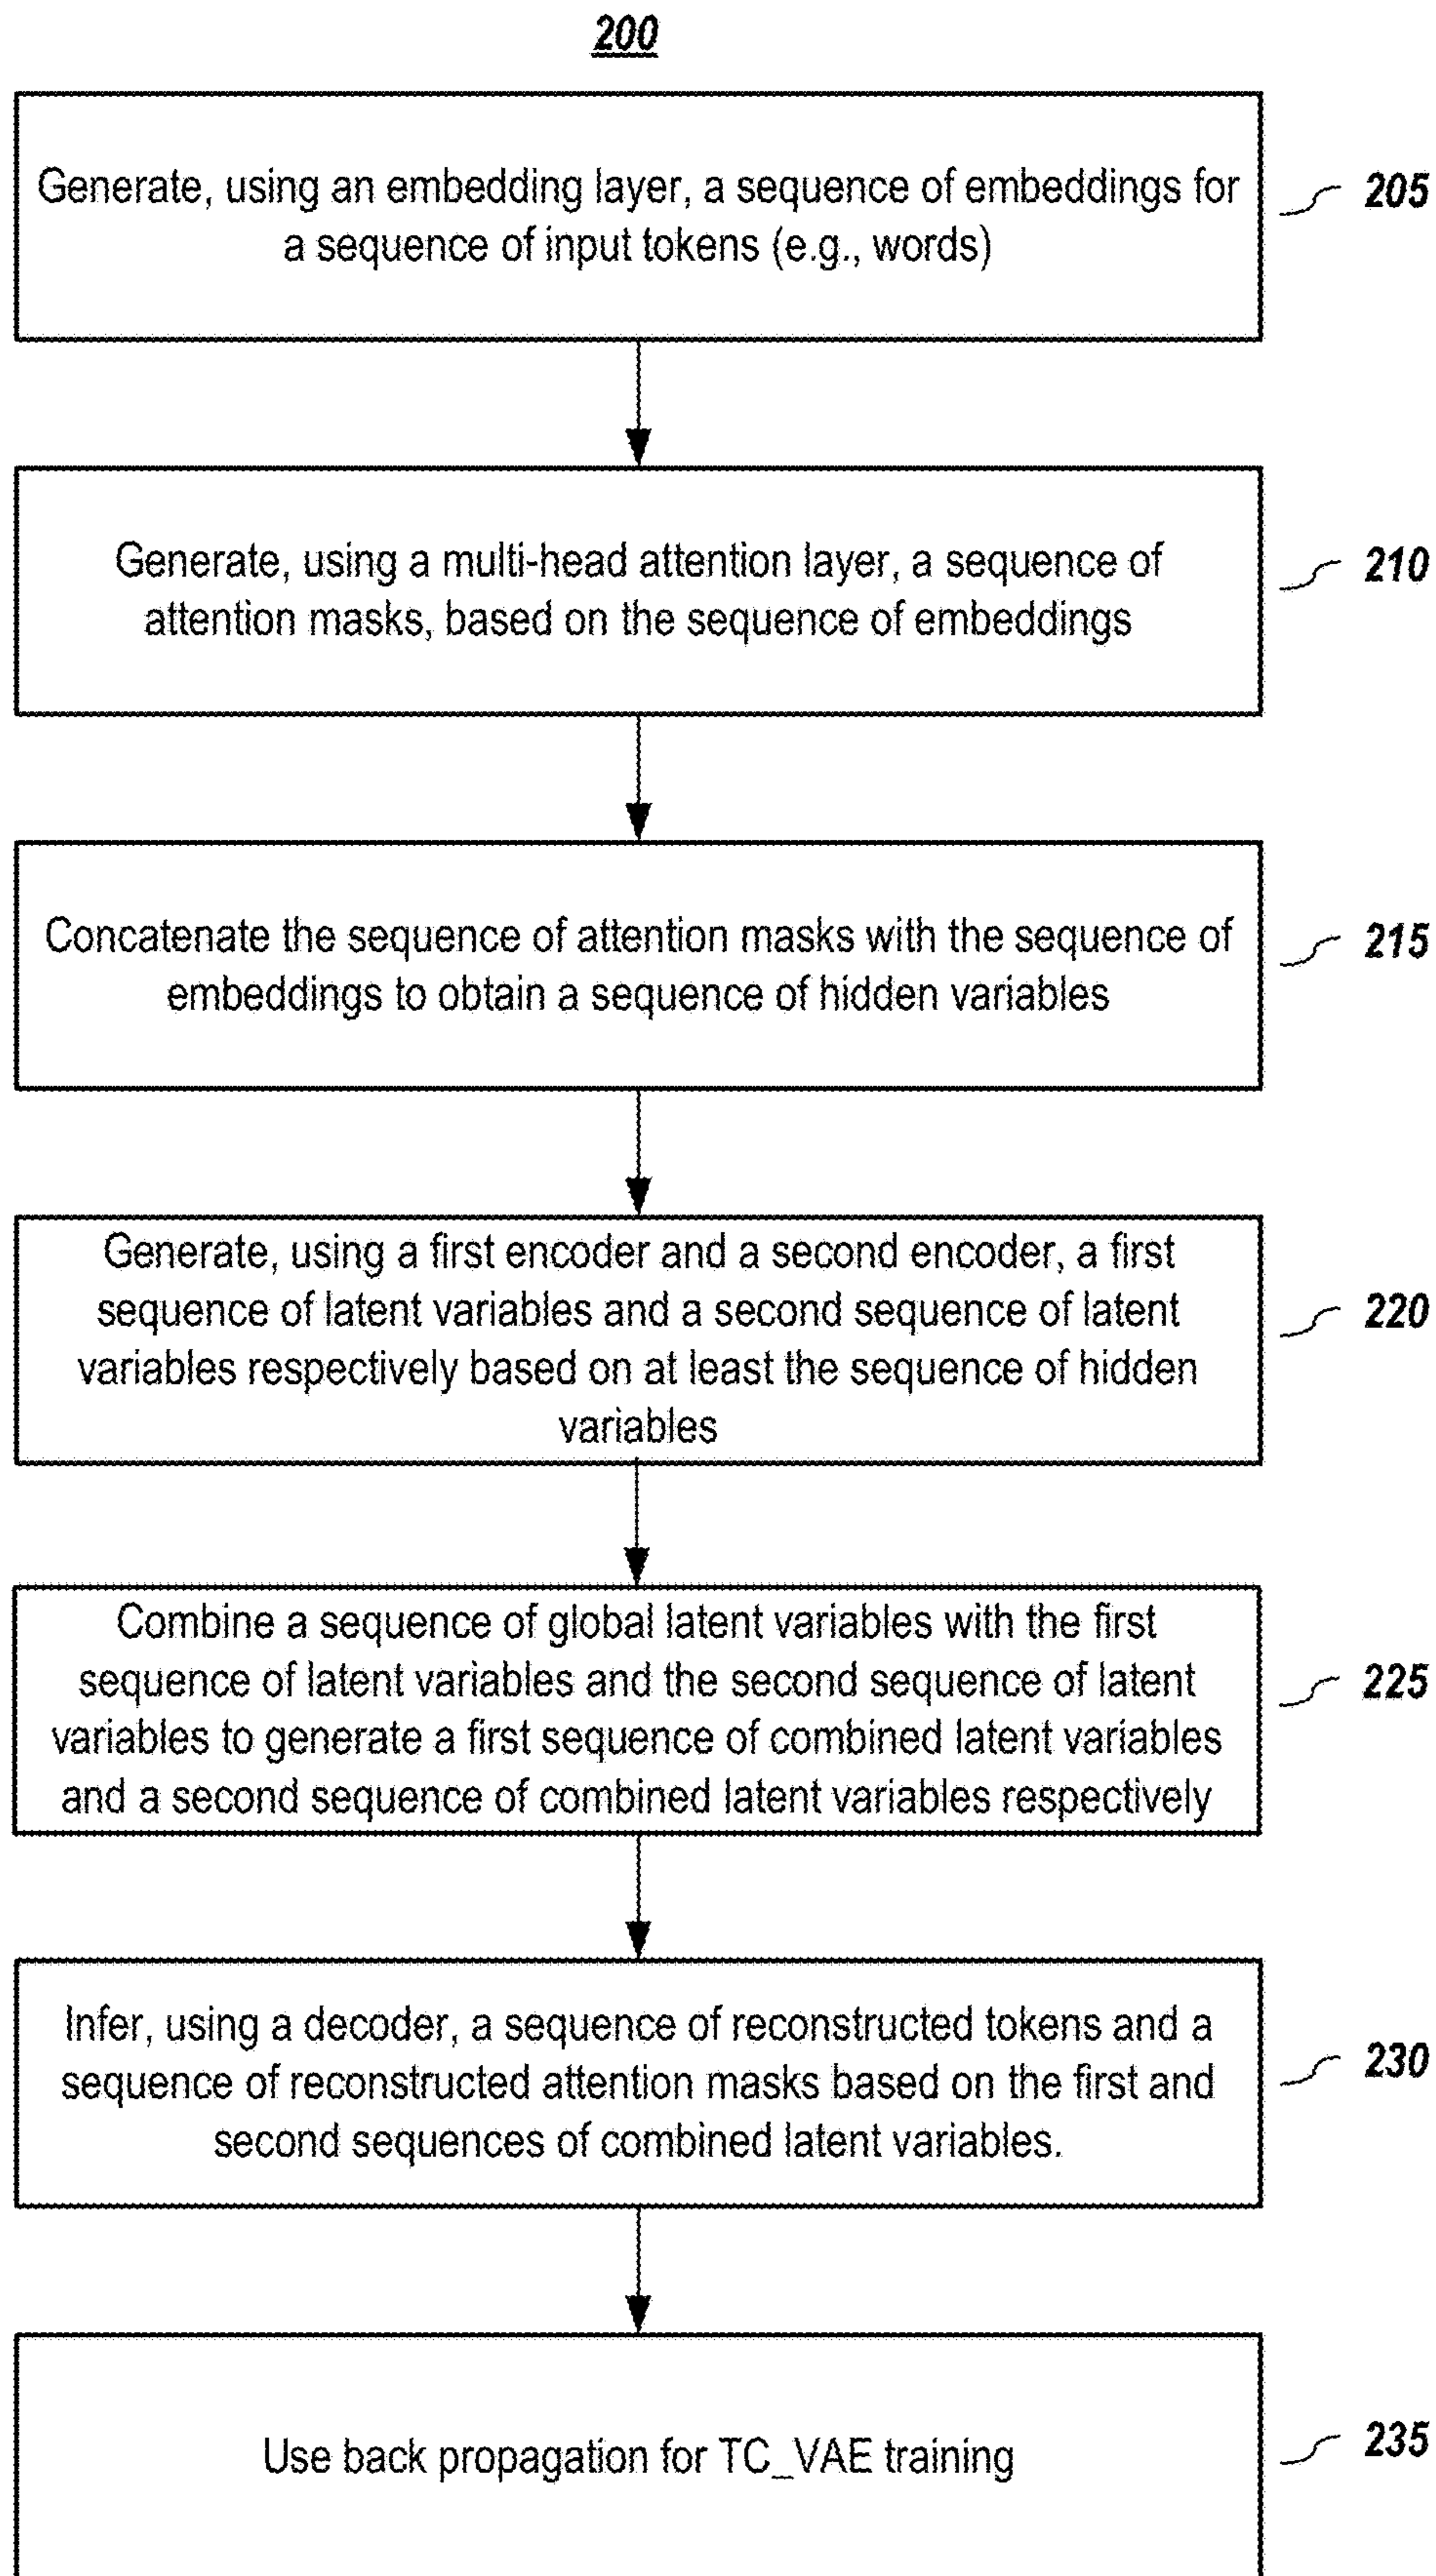 200
Generate, using an embedding layer, a sequence of embeddings for
a sequence of input tokens (e.g., words)
205
Generate, using a multi-head attention layer, a sequence of
attention masks, based on the sequence of embeddings
210
Concatenate the sequence of attention masks with the sequence of
embeddings to obtain a sequence of hidden variables
215
Generate, using a first encoder and a second encoder, a first
sequence of latent variables and a second sequence of latent
variables respectively based on at least the sequence of hidden
variables
220
Combine a sequence of global latent variables with the first
sequence of latent variables and the second sequence of latent
variables to generate a first sequence of combined latent variables
and a second sequence of combined latent variables respectively
225
Infer, using a decoder, a sequence of reconstructed tokens and a
sequence of reconstructed attention masks based on the first and
second sequences of combined latent variables.
230
Use back propagation for TC_VAE training
235